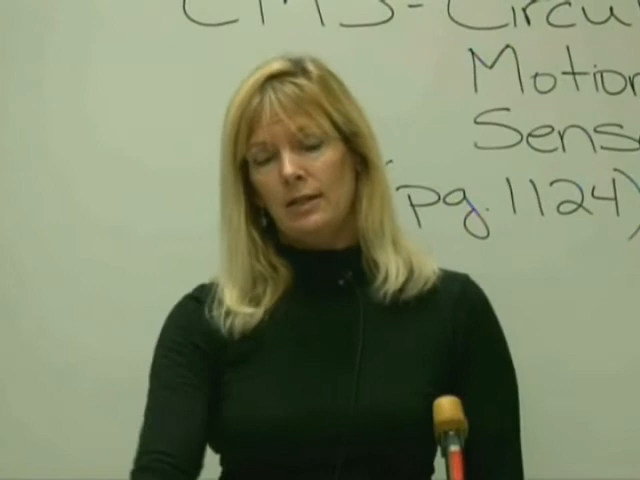 CMS-Circu
Motion
Sens
(pg. 1124)